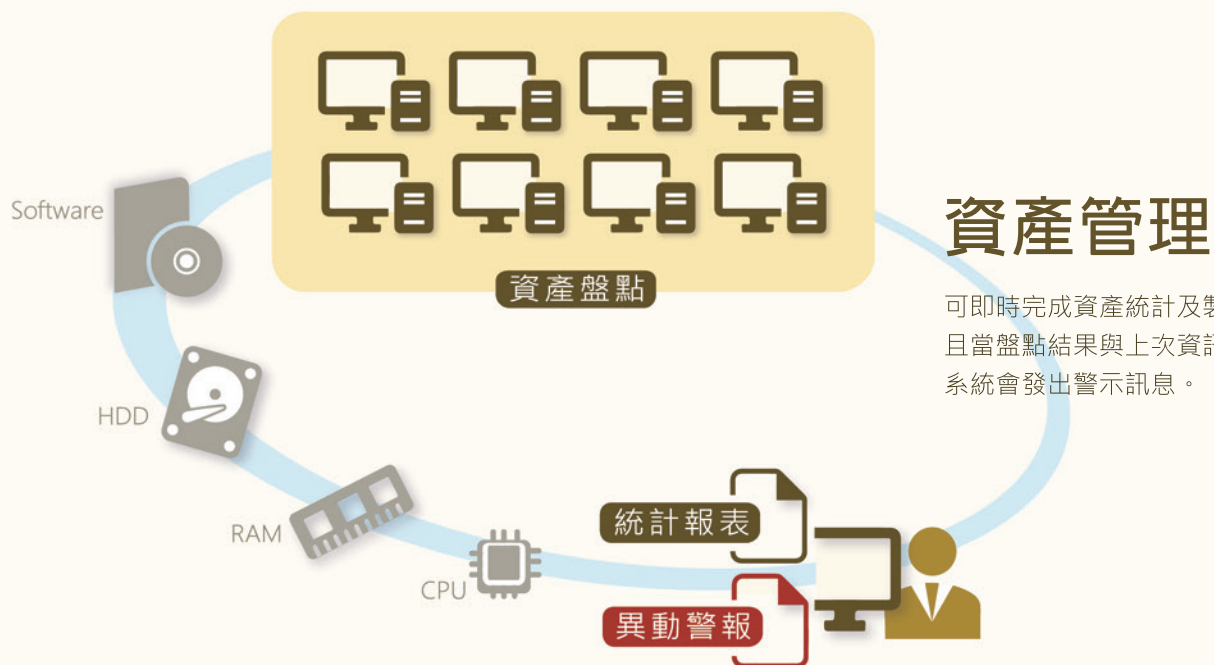 Software
資產盤點
資產管理
可即時完成資產統計及製
且當盤點結果與上次資訊
系統會發出警示訊息。
HDD
RAM
統計報表
CPU
異動警報